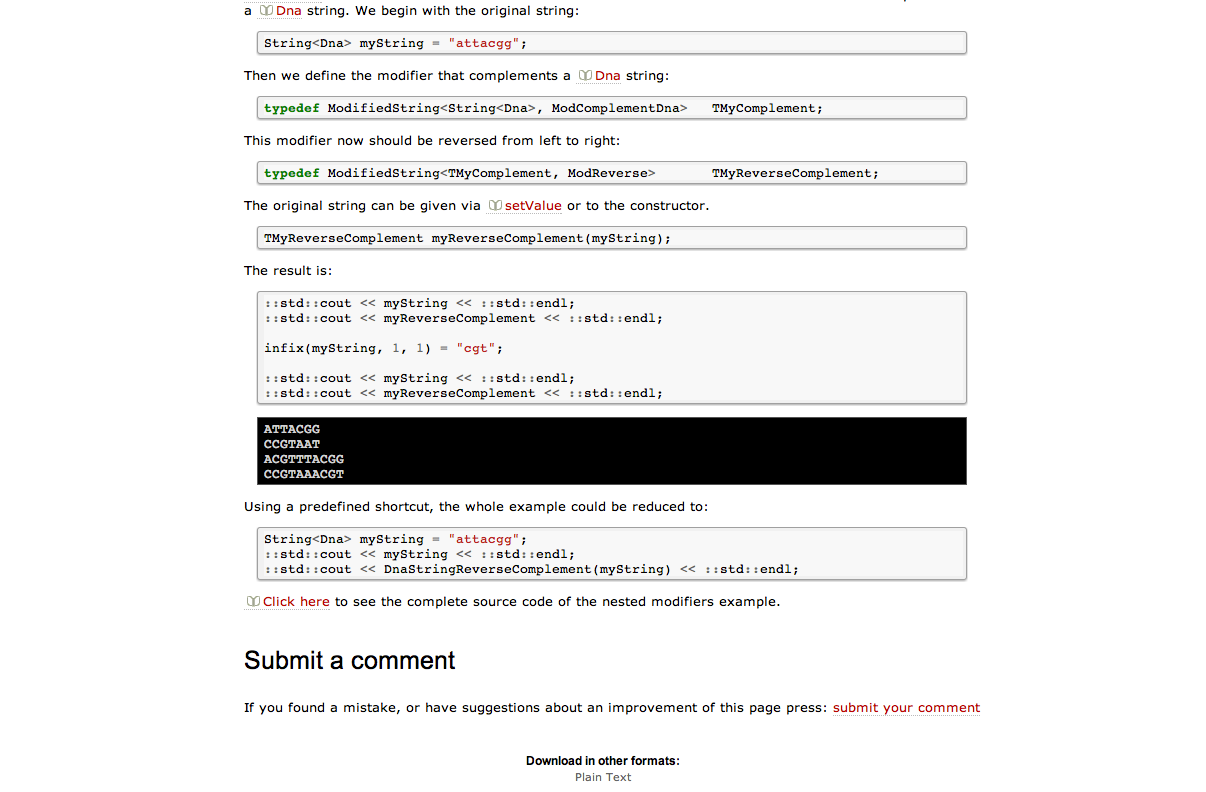 a Dna string. We begin with the original string:
String<Dna> myString = "attacgg";
Then we define the modifier that complements a Dna string:
typedef ModifiedString<String<Dna>, ModComplementDna>   TMyComplement;
This modifier now should be reversed from left to right:
typedef ModifiedString<TMyComplement, ModReverse>       TMyReverseComplement;
The original string can be given via setValue or to the constructor.
TMyReverseComplement myReverseComplement(myString);
The result is:
::std::cout << myString << ::std::endl;
::std::cout << myReverseComplement << ::std::endl;
infix(myString, 1, 1) = "cgt";
::std::cout << myString << ::std::endl;
::std::cout << myReverseComplement << ::std::endl;
ATTACGG
CCGTAAT
ACGTTTACGG
CCGTAAACGT
Using a predefined shortcut, the whole example could be reduced to:
String<Dna> myString = "attacgg";
::std::cout << myString << ::std::endl;
::std::cout << DnaStringReverseComplement(myString) << ::std::endl;
Click here to see the complete source code of the nested modifiers example.
Submit a comment
If you found a mistake, or have suggestions about an improvement of this page press: submit your comment
Download in other formats:
Plain Text